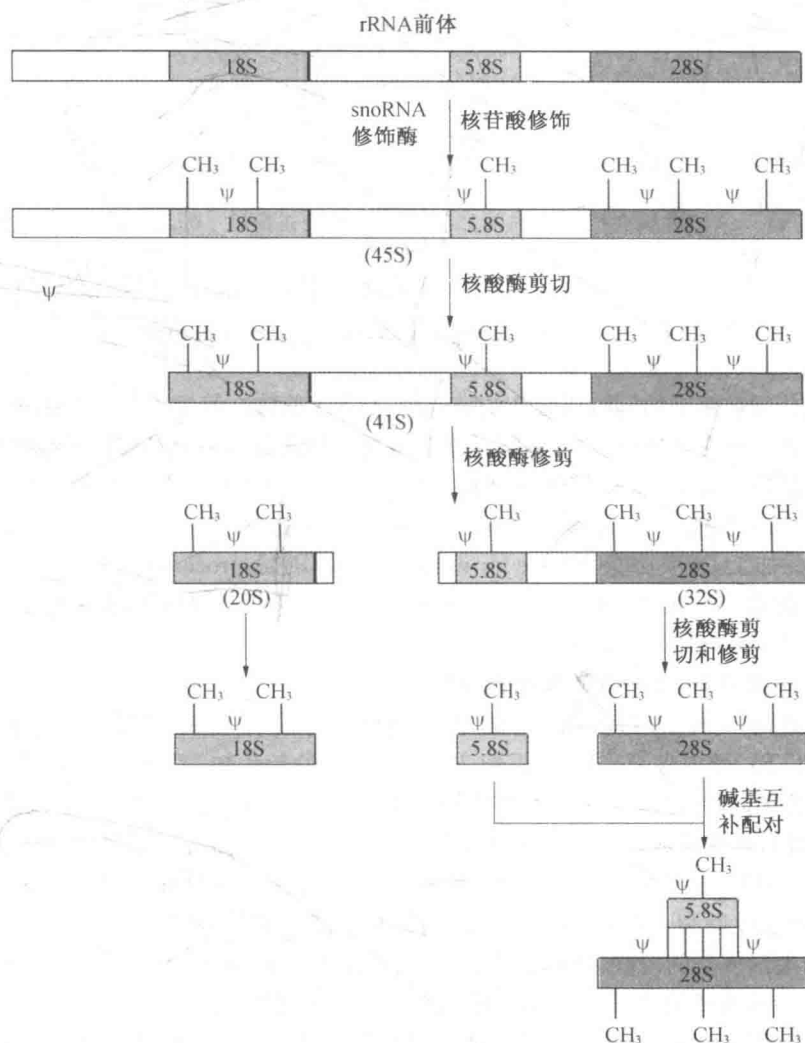 rRNA前体
18S 5.8S 28S
snoRNA
修饰酶
核苷酸修饰
CH₃ CH₃ CH₃ CH₃ CH₃ CH₃
ψ ψ ψ ψ
18S 5.8S 28S
(45S)
核酸酶剪切
ψ
CH₃ CH₃ CH₃ CH₃ CH₃ CH₃
ψ ψ ψ ψ
18S 5.8S 28S
(41S)
核酸酶修剪
CH₃ CH₃ CH₃ CH₃ CH₃ CH₃
ψ ψ ψ ψ
18S 5.8S 28S
(20S) (32S)
核酸酶剪
切和修剪
CH₃ CH₃ CH₃ CH₃ CH₃ CH₃
ψ ψ ψ ψ
18S 5.8S 28S
碱基互
补配对
CH₃
ψ
5.8S
ψ ψ
28S
CH₃ CH₃ CH₃